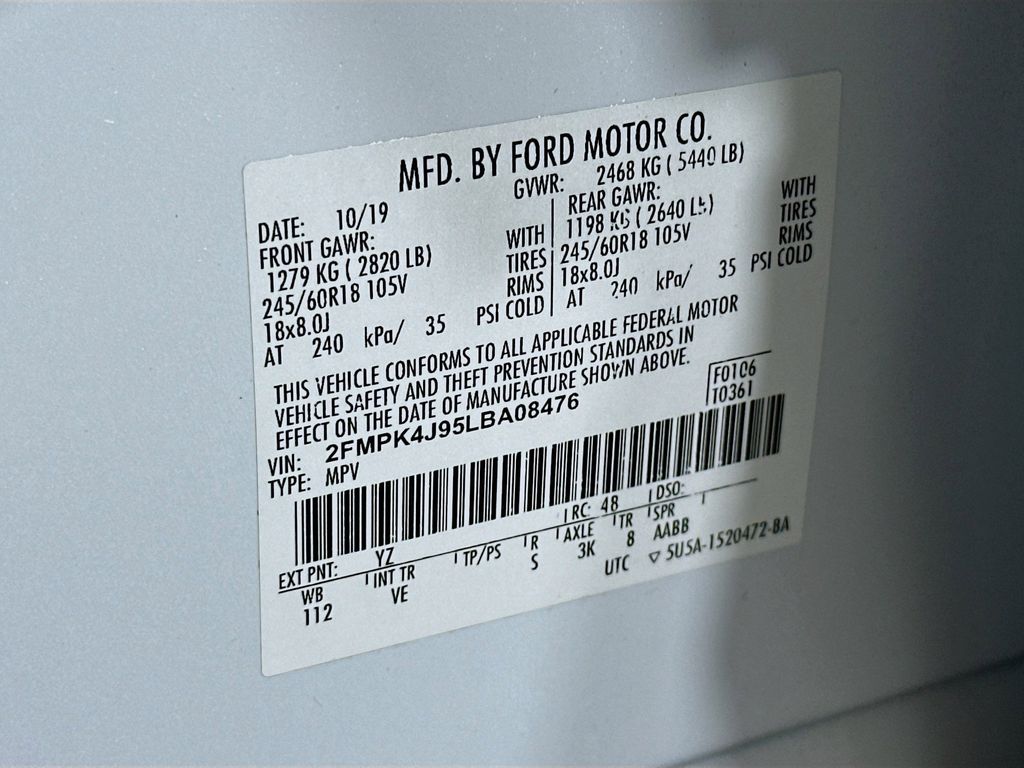 MFD. BY FORD MOTOR CO.
DATE: 10/19
GVWR: 2468 KG ( 5440 LB)
FRONT GAWR:
1279 KG ( 2820 LB) WITH
245/60R18 105V TIRES
18x8.0J RIMS
AT 240 kPa/ 35 PSI COLD
REAR GAWR:
1198 KG ( 2640 LB) WITH
245/60R18 105V TIRES
18x8.0J RIMS
AT 240 kPa/ 35 PSI COLD
THIS VEHICLE CONFORMS TO ALL APPLICABLE FEDERAL MOTOR
VEHICLE SAFETY AND THEFT PREVENTION STANDARDS IN
EFFECT ON THE DATE OF MANUFACTURE SHOWN ABOVE.
VIN: 2FMPK4J95LBA08476
TYPE: MPV
F0106
T0361
EXT PNT: YZ RC: 48 DSO:
WB INT TR TP/PS R AXLE TR SPR
112 VE S 3K 8 AABB
UTC ▽ 5U5A-1520472-BA